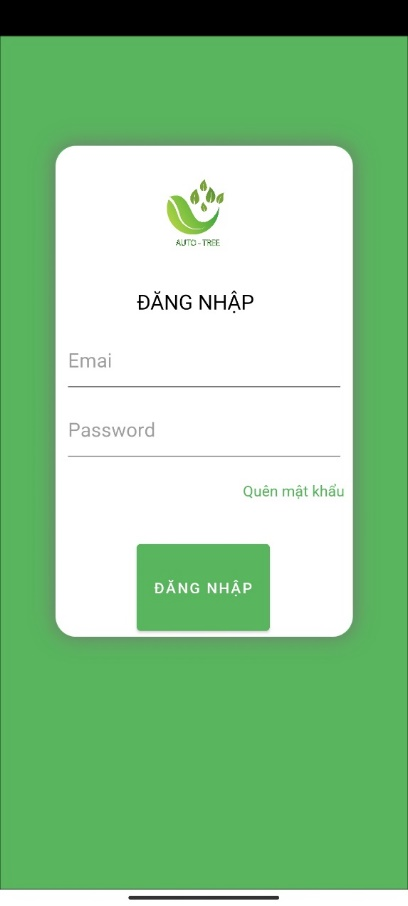 AUTO - TREE
ĐĂNG NHẬP
Emai
Password
Quên mật khẩu
ĐĂNG NHẬP